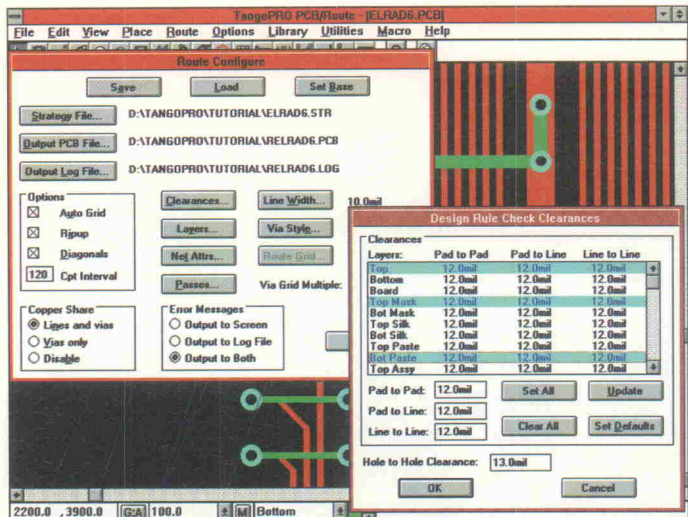 TangoPRO PCB/Route - [ELRAD6.PCB]
File Edit View Place Route Options Library Utilities Macro Help
Route Configure
Save Load Set Base
Strategy File... D:\TANGOPRO\TUTORIAL\ELRAD6.STR
Output PCB File... D:\TANGOPRO\TUTORIAL\RELRAD6.PCB
Output Log File... D:\TANGOPRO\TUTORIAL\RELRAD6.LOG
Options
Auto Grid
Ripup
Diagonals
120 Cpt Interval
Clearances...
Layers...
Net Attrs...
Passes...
Line Width... 10.0mil
Via Style...
Route Grid...
Via Grid Multiple:
Copper Share
Lines and vias
Vias only
Disable
Error Messages
Output to Screen
Output to Log File
Output to Both
Design Rule Check Clearances
Clearances
Layers: Pad to Pad Pad to Line Line to Line
Top 12.0mil 12.0mil 12.0mil
Bottom 12.0mil 12.0mil 12.0mil
Board 12.0mil 12.0mil 12.0mil
Top Mask 12.0mil 12.0mil 12.0mil
Bot Mask 12.0mil 12.0mil 12.0mil
Top Silk 12.0mil 12.0mil 12.0mil
Bot Silk 12.0mil 12.0mil 12.0mil
Top Paste 12.0mil 12.0mil 12.0mil
Bot Paste 12.0mil 12.0mil 12.0mil
Top Assy 12.0mil 12.0mil 12.0mil
Pad to Pad: 12.0mil Set All Update
Pad to Line: 12.0mil
Line to Line: 12.0mil Clear All Set Defaults
Hole to Hole Clearance: 13.0mil
OK Cancel
2200.0 ,3900.0 G:A 100.0 M Bottom